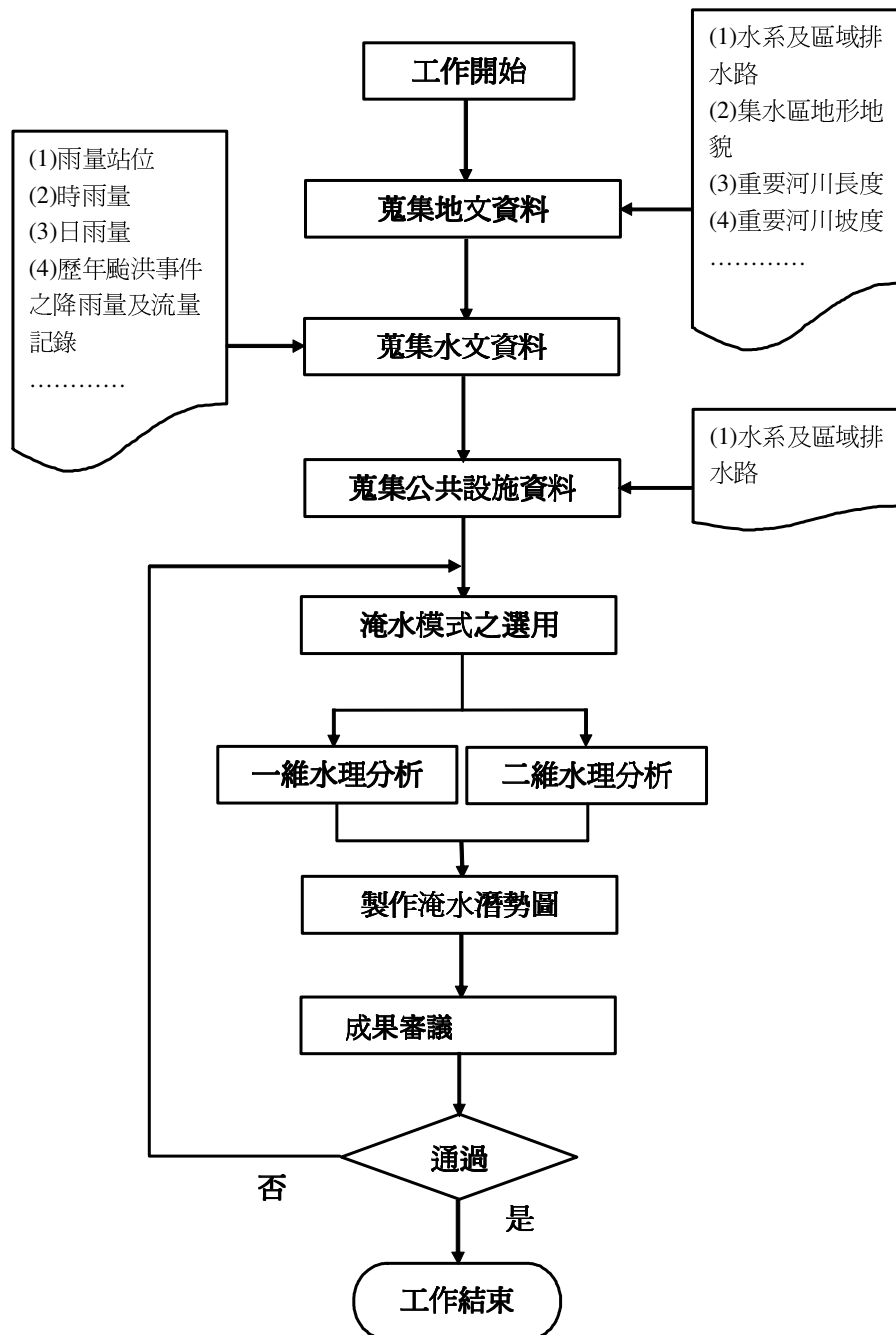 工作開始
(1)水系及區域排
水路
(2)集水區地形地
貌
(3)重要河川長度
(4)重要河川坡度
…………
蒐集地文資料
(1)雨量站位
(2)時雨量
(3)日雨量
(4)歷年颱洪事件
之降雨量及流量
記錄
…………
蒐集水文資料
(1)水系及區域排
水路
蒐集公共設施資料
淹水模式之選用
一維水理分析
二維水理分析
製作淹水潛勢圖
成果審議
通過
否
是
工作結束